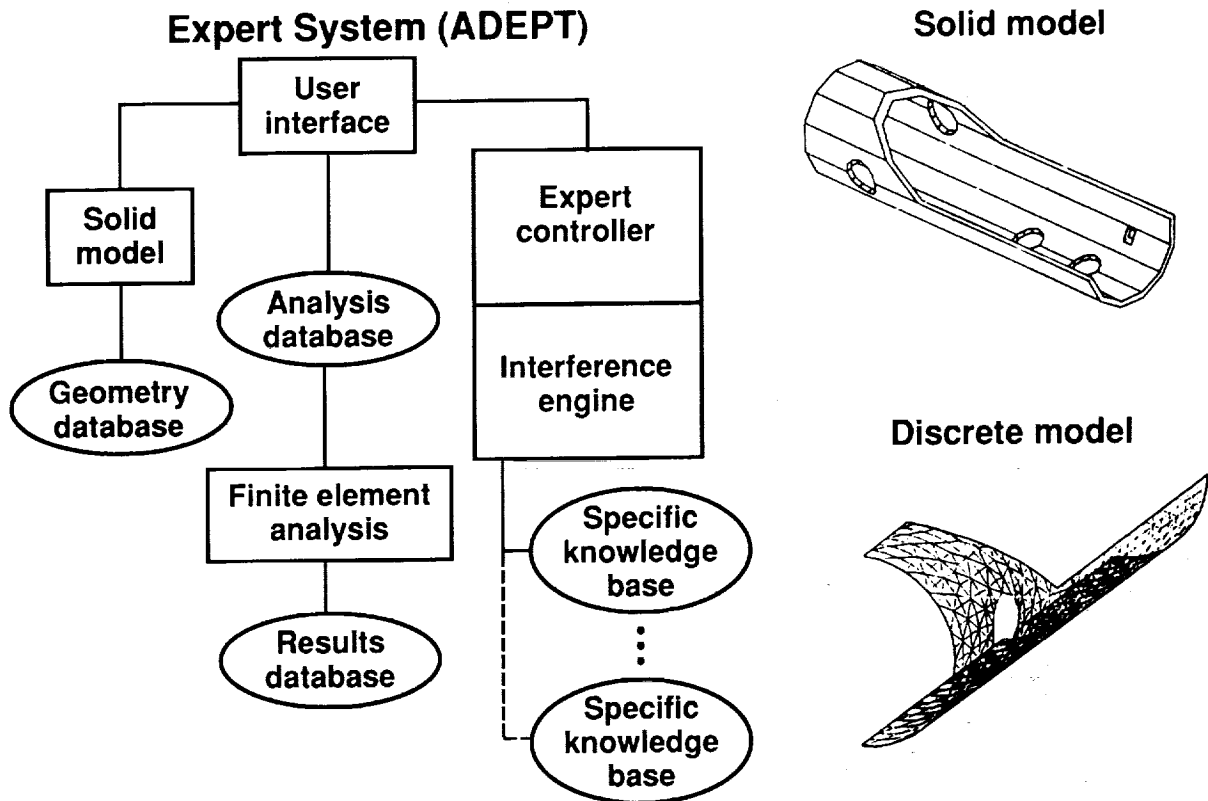 Expert System (ADEPT)
User
interface
Solid
model
Geometry
database
Analysis
database
Finite element
analysis
Results
database
Expert
controller
Interference
engine
Specific
knowledge
base
Specific
knowledge
base
Solid model
Discrete model